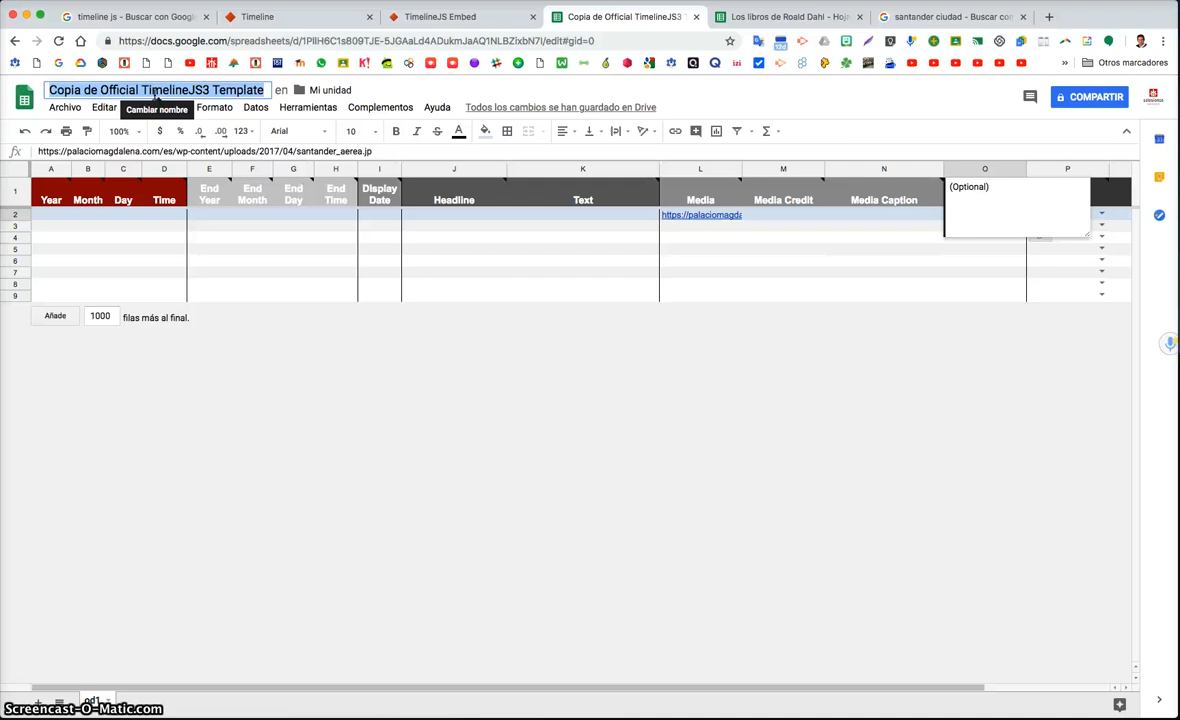 timeline js - Buscar con Google
Timeline
TimelineJS Embed
Copia de Official TimelineJS3 T
Los libros de Roald Dahl - Hoj
santander ciudad - Buscar con
https://docs.google.com/spreadsheets/d/1PllH6C1s809TJE-5JGAaLd4ADukmJaAQ1NLBZixbN7I/edit#gid=0
Otros marcadores
Copia de Official TimelineJS3 Template
en
Mi unidad
Archivo
Editar
Cambiar nombre
Formato
Datos
Herramientas
Complementos
Ayuda
Todos los cambios se han guardado en Drive
COMPARTIR
100%
$
%
.0
.00
123
Arial
10
B
I
S
A
fx
https://palaciomagdalena.com/es/wp-content/uploads/2017/04/santander_aerea.jp
A B C D E F G H I J K L M N O P
1
Year
Month
Day
Time
End Year
End Month
End Day
End Time
Display Date
Headline
Text
Media
Media Credit
Media Caption
(Optional)
2
https://palaciomagda
3
4
5
6
7
8
9
Añade
1000
filas más al final.
od1
Screencast-O-Matic.com